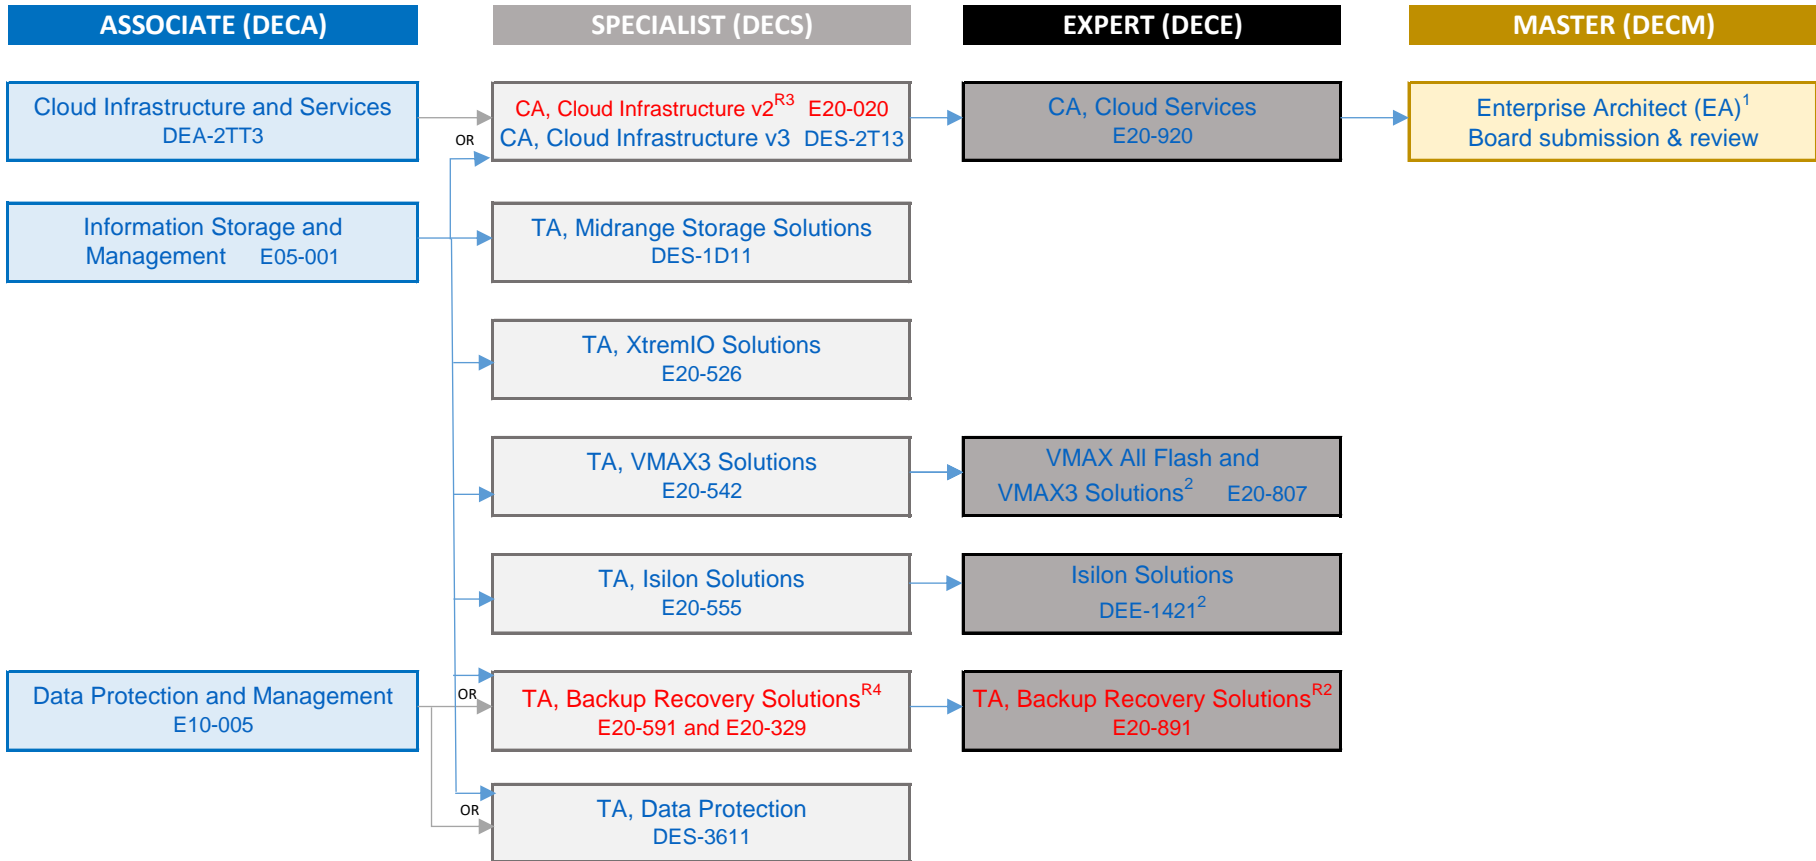 ASSOCIATE (DECA)
SPECIALIST (DECS)
EXPERT (DECE)
MASTER (DECM)
Cloud Infrastructure and Services
DEA-2TT3
OR
CA, Cloud Infrastructure v2R3 E20-020
CA, Cloud Infrastructure v3 DES-2T13
CA, Cloud Services
E20-920
Enterprise Architect (EA)1
Board submission & review
Information Storage and
Management E05-001
TA, Midrange Storage Solutions
DES-1D11
TA, XtremIO Solutions
E20-526
TA, VMAX3 Solutions
E20-542
VMAX All Flash and
VMAX3 Solutions2 E20-807
TA, Isilon Solutions
E20-555
Isilon Solutions
DEE-14212
Data Protection and Management
E10-005
OR
TA, Backup Recovery SolutionsR4
E20-591 and E20-329
TA, Backup Recovery SolutionsR2
E20-891
OR
TA, Data Protection
DES-3611